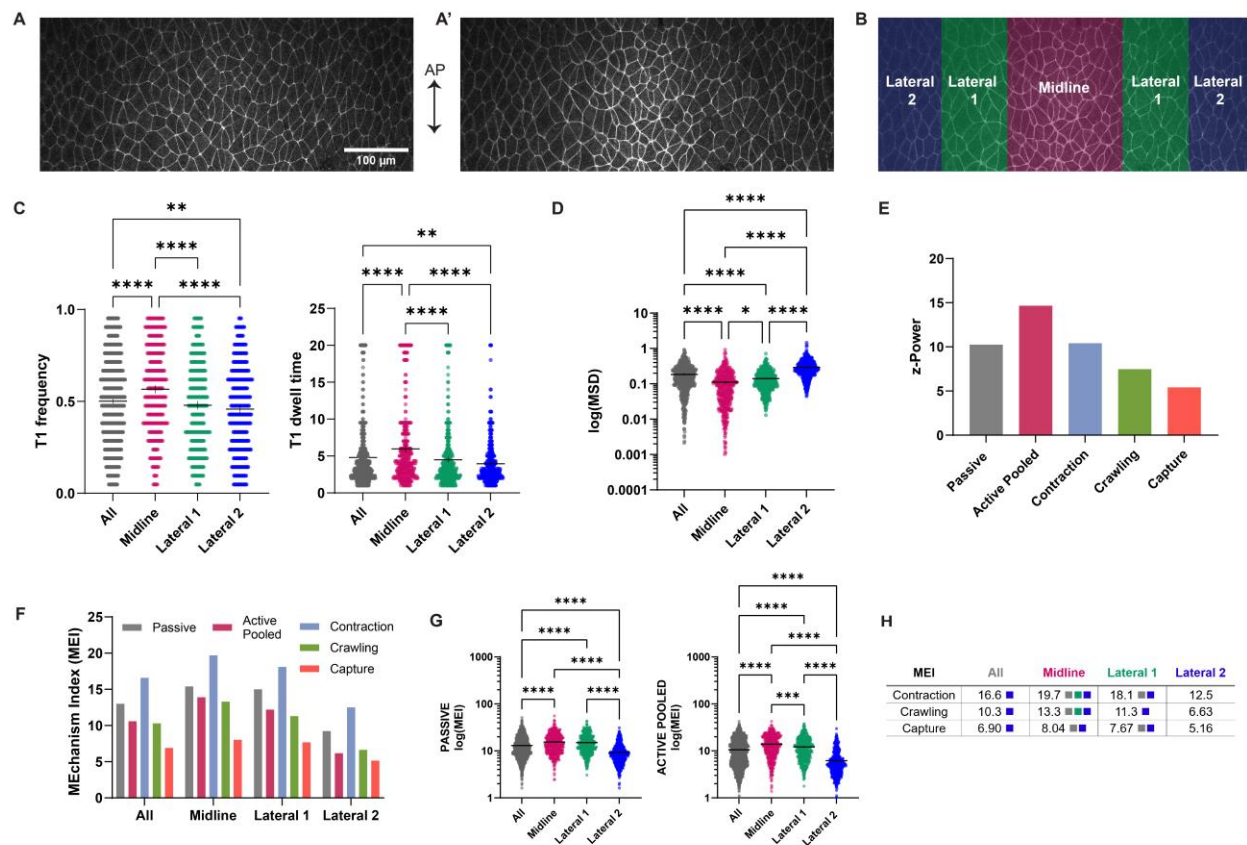 A
A'
B
AP
100 µm
Lateral 2
Lateral 1
Midline
Lateral 1
Lateral 2
C
**
****
**** ****
T1 frequency
1.0
0.5
0.0
All Midline Lateral 1 Lateral 2
**
**** ****
****
T1 dwell time
25
20
15
10
5
0
All Midline Lateral 1 Lateral 2
D
****
****
****
**** * ****
log(MSD)
10
1
0.1
0.01
0.001
0.0001
All Midline Lateral 1 Lateral 2
E
z-Power
20
15
10
5
0
Passive Active Pooled Contraction Crawling Capture
F
MEchanism Index (MEI)
25
20
15
10
5
0
Passive
Active Pooled
Contraction
Crawling
Capture
All Midline Lateral 1 Lateral 2
G
****
****
****
**** ****
PASSIVE
log(MEI)
1000
100
10
1
All Midline Lateral 1 Lateral 2
****
****
****
**** *** ****
ACTIVE POOLED
log(MEI)
1000
100
10
1
All Midline Lateral 1 Lateral 2
H
MEI All Midline Lateral 1 Lateral 2
Contraction 16.6 19.7 18.1 12.5
Crawling 10.3 13.3 11.3 6.63
Capture 6.90 8.04 7.67 5.16